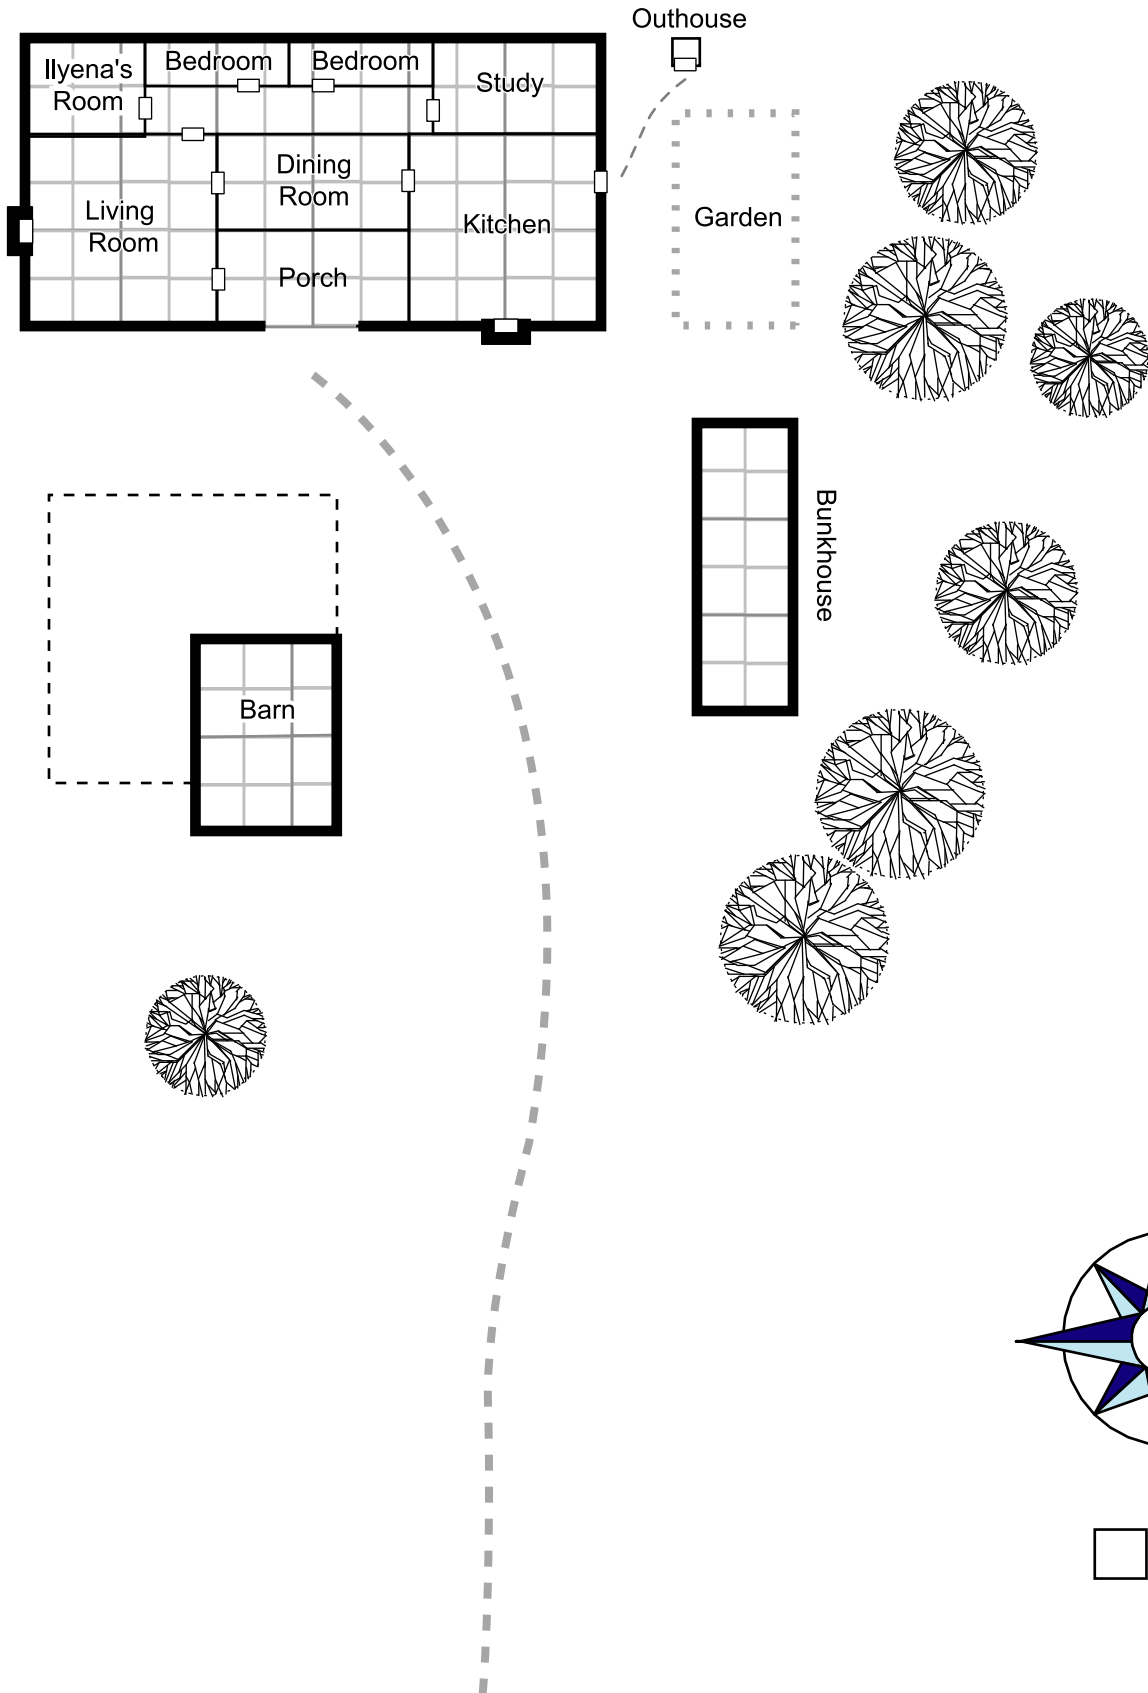 Outhouse
Ilyena's
Room
Bedroom
Bedroom
Study
Dining
Room
Living
Room
Kitchen
Garden
Porch
Bunkhouse
Barn